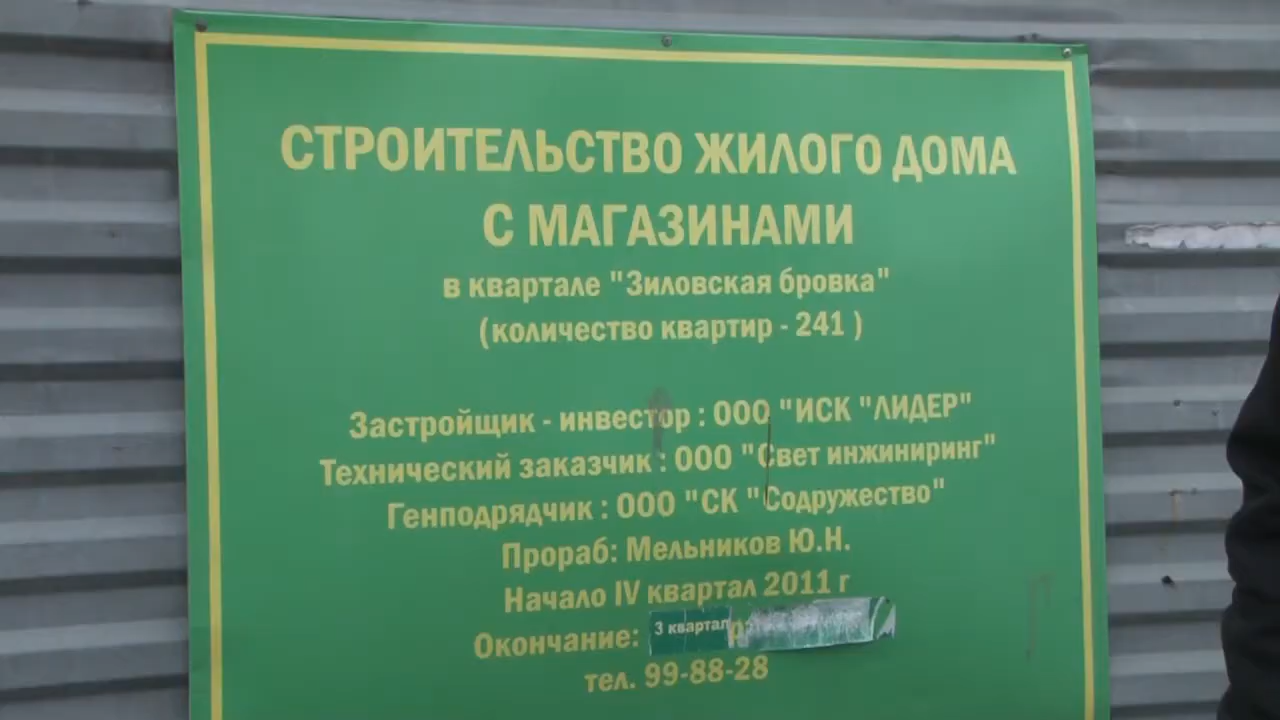 СТРОИТЕЛЬСТВО ЖИЛОГО ДОМА
С МАГАЗИНАМИ
в квартале "Зиловская бровка"
(количество квартир - 241 )
Застройщик - инвестор : ООО "ИСК "ЛИДЕР"
Технический заказчик : ООО "Свет инжиниринг"
Генподрядчик : ООО "СК "Содружество"
Прораб: Мельников Ю.Н.
Начало IV квартал 2011 г
Окончание: 3 квартал
тел. 99-88-28